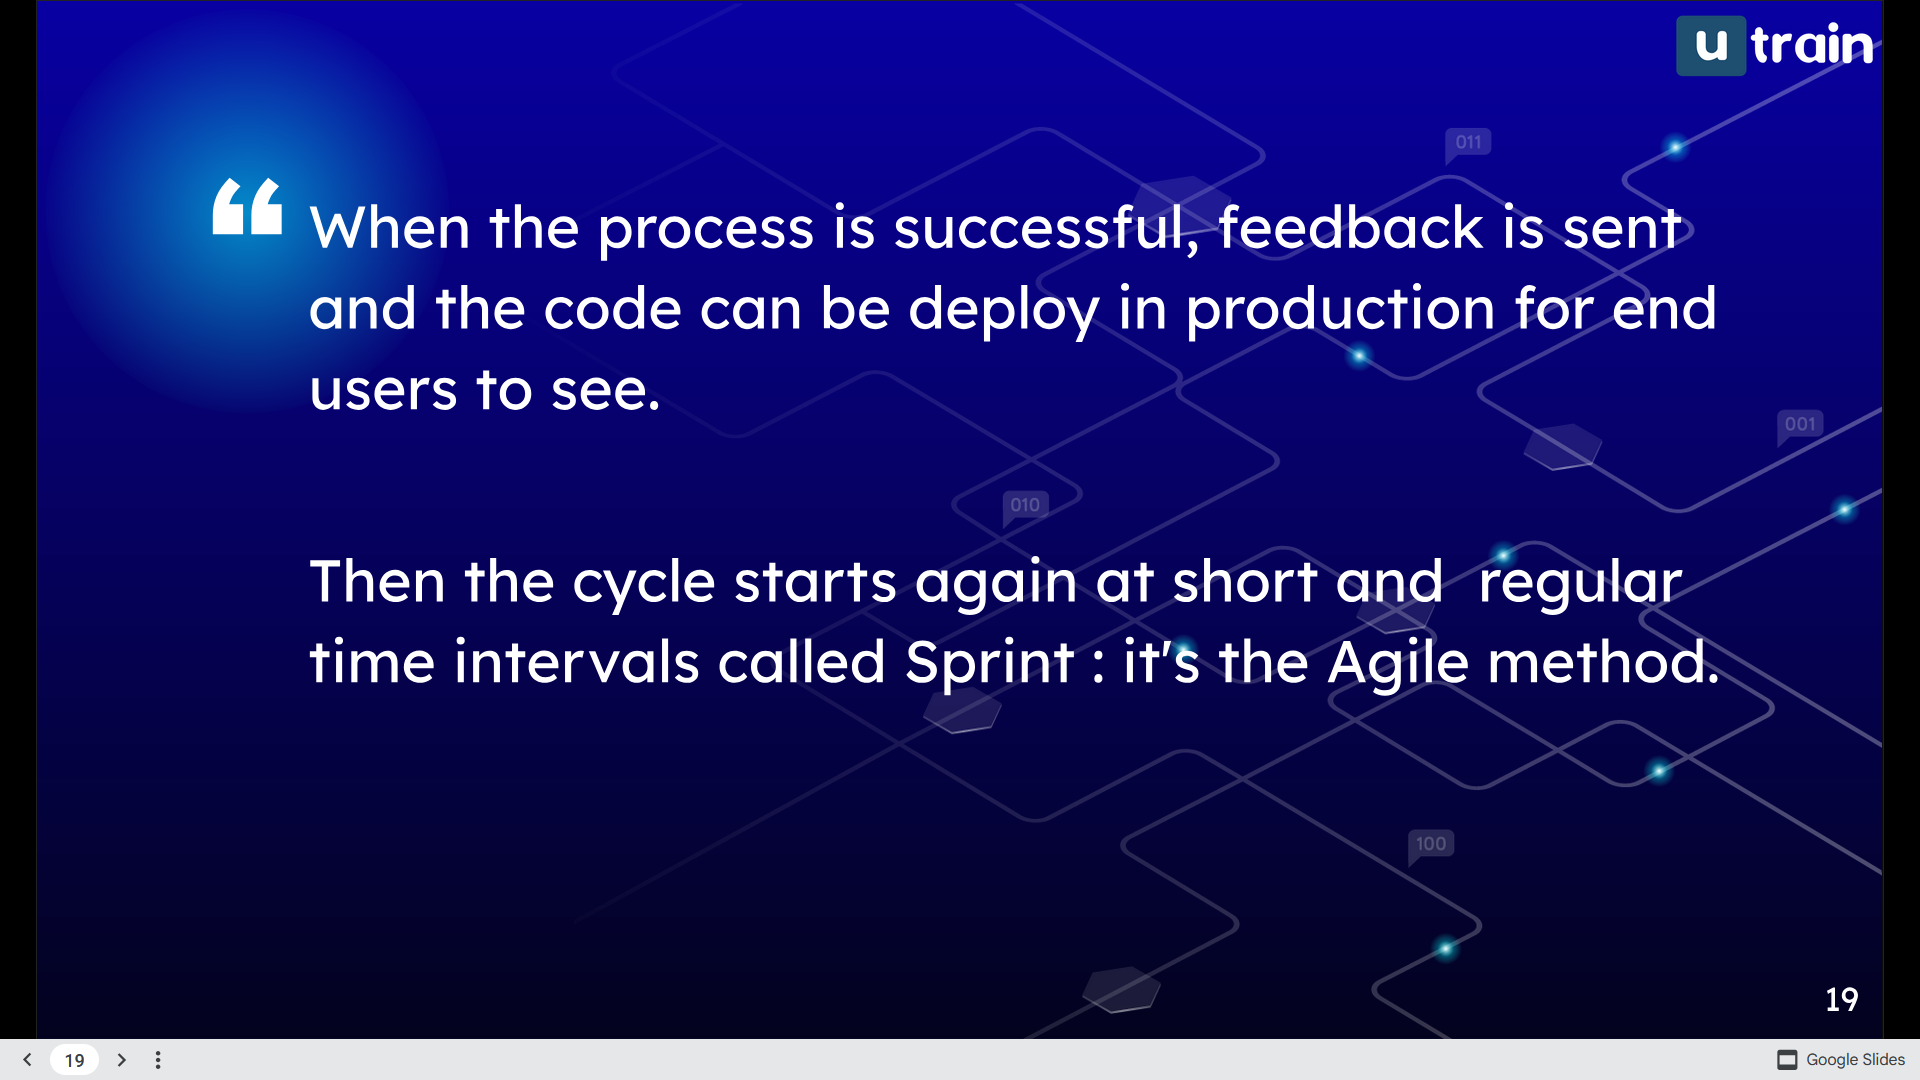 u train
011
“ When the process is successful, feedback is sent
and the code can be deploy in production for end
users to see.
001
010
Then the cycle starts again at short and  regular
time intervals called Sprint : it's the Agile method.
100
19
19
Google Slides